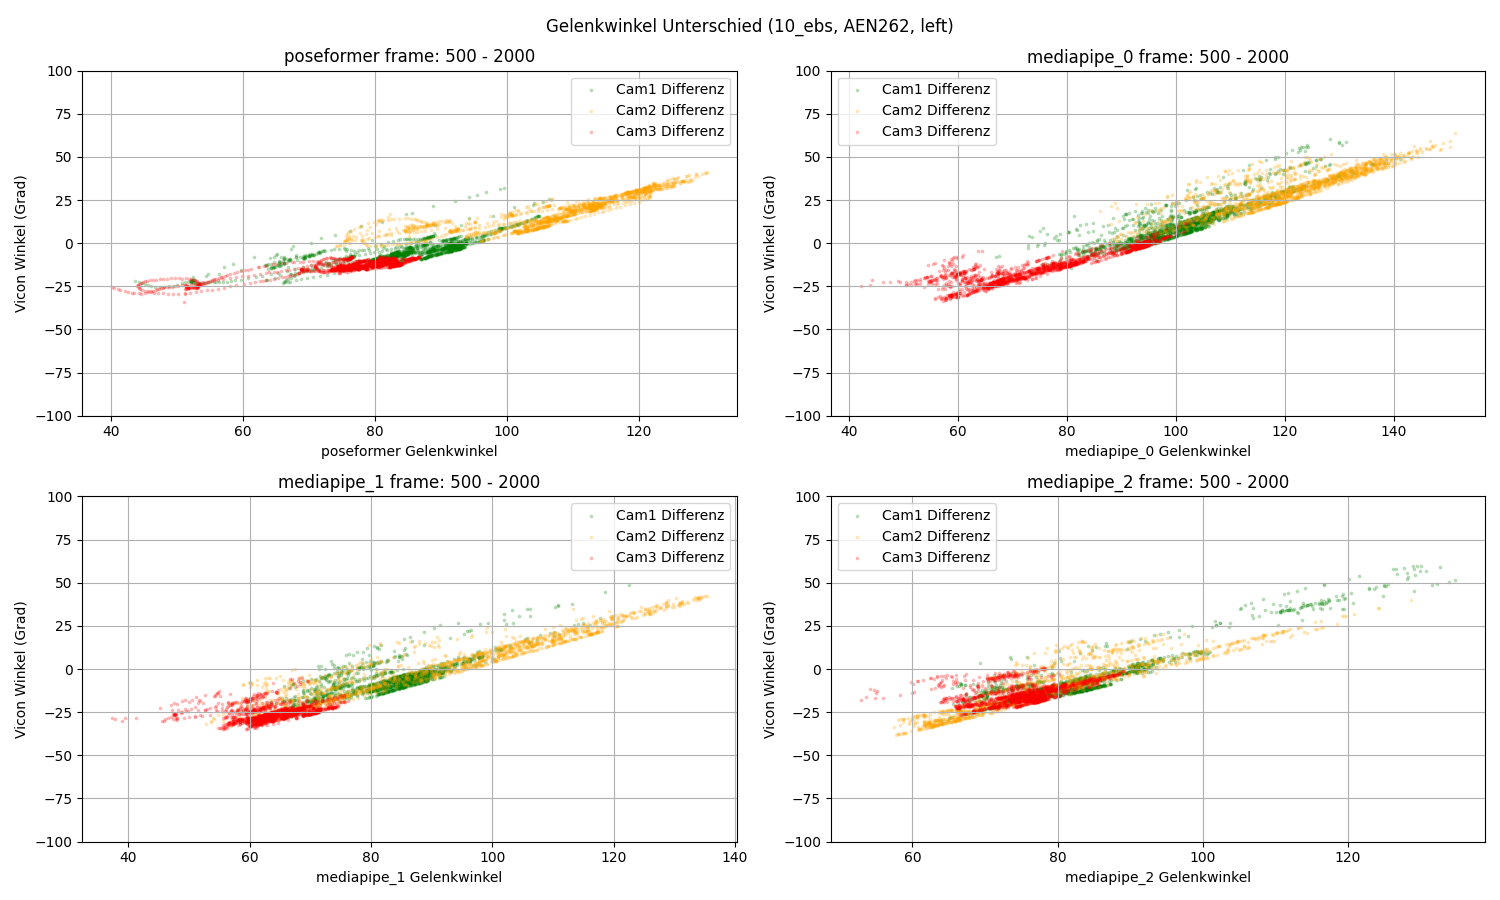 Gelenkwinkel Unterschied (10_ebs, AEN262, left)
poseformer frame: 500 - 2000
100
75
50
25
0
−25
−50
−75
−100
Vicon Winkel (Grad)
Cam1 Differenz
Cam2 Differenz
Cam3 Differenz
40 60 80 100 120
poseformer Gelenkwinkel
mediapipe_0 frame: 500 - 2000
100
75
50
25
0
−25
−50
−75
−100
Vicon Winkel (Grad)
Cam1 Differenz
Cam2 Differenz
Cam3 Differenz
40 60 80 100 120 140
mediapipe_0 Gelenkwinkel
mediapipe_1 frame: 500 - 2000
100
75
50
25
0
−25
−50
−75
−100
Vicon Winkel (Grad)
Cam1 Differenz
Cam2 Differenz
Cam3 Differenz
40 60 80 100 120 140
mediapipe_1 Gelenkwinkel
mediapipe_2 frame: 500 - 2000
100
75
50
25
0
−25
−50
−75
−100
Vicon Winkel (Grad)
Cam1 Differenz
Cam2 Differenz
Cam3 Differenz
60 80 100 120
mediapipe_2 Gelenkwinkel